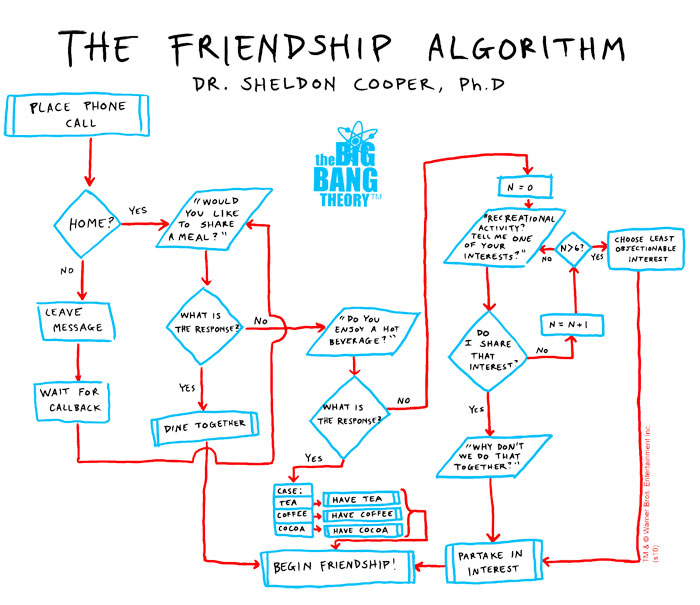 THE FRIENDSHIP ALGORITHM
DR. SHELDON COOPER, Ph.D
the BIG
BANG
THEORY™
PLACE PHONE
CALL
HOME?
YES
NO
LEAVE
MESSAGE
WAIT FOR
CALLBACK
"WOULD
YOU LIKE
TO SHARE
A MEAL?"
WHAT IS
THE RESPONSE?
NO
YES
DINE TOGETHER
"DO YOU
ENJOY A HOT
BEVERAGE?"
WHAT IS
THE RESPONSE?
NO
YES
CASE:
TEA
HAVE TEA
COFFEE
HAVE COFFEE
COCOA
HAVE COCOA
BEGIN FRIENDSHIP!
N=0
"RECREATIONAL
ACTIVITY?
TELL ME ONE
OF YOUR
INTERESTS?"
N>6?
NO
YES
CHOOSE LEAST
OBJECTIONABLE
INTEREST
N=N+1
DO
I SHARE
THAT
INTEREST?
NO
YES
"WHY DON'T
WE DO THAT
TOGETHER?"
PARTAKE IN
INTEREST
TM & © Warner Bros. Entertainment Inc.
(s10)